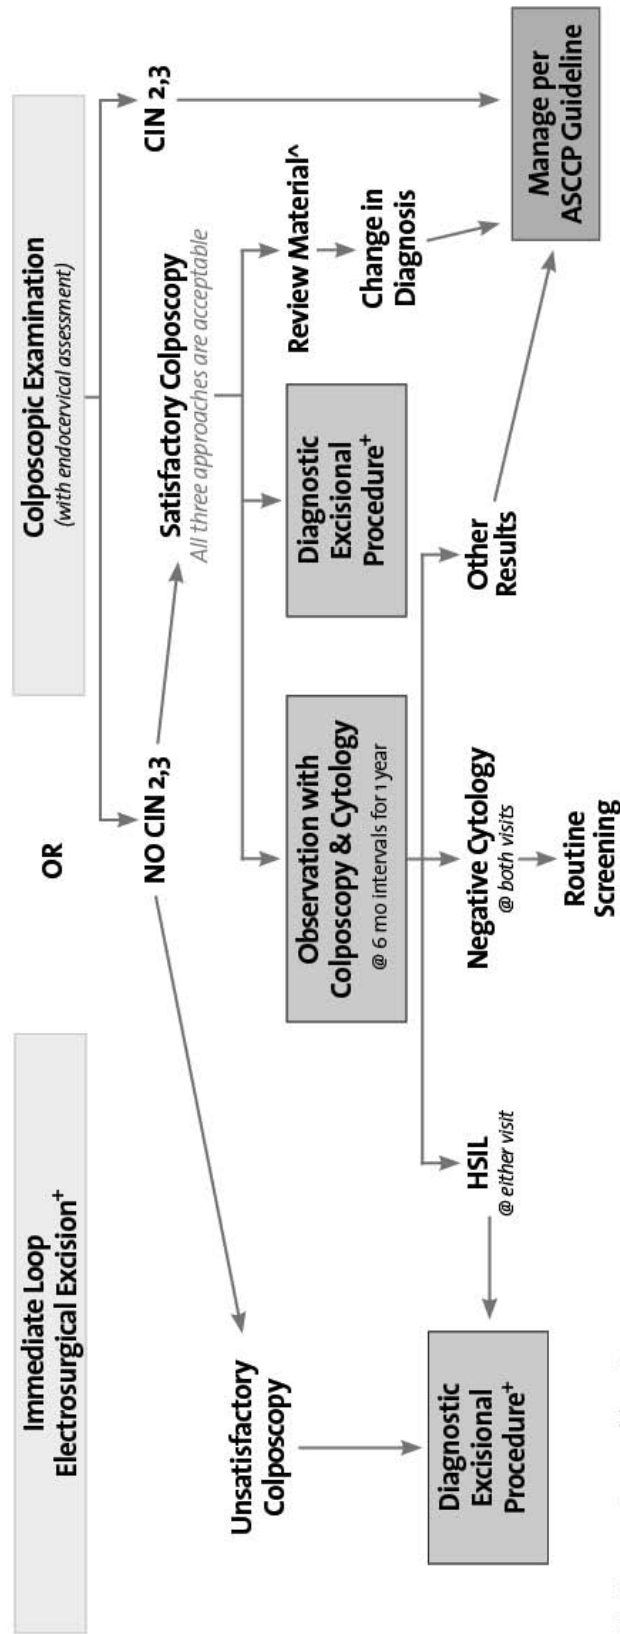 Immediate Loop
Electrosurgical Excision+
OR
Colposcopic Examination
(with endocervical assessment)
NO CIN 2,3
CIN 2,3
Unsatisfactory
Colposcopy
Satisfactory Colposcopy
All three approaches are acceptable
Observation with
Colposcopy & Cytology
@ 6 mo intervals for 1 year
Diagnostic
Excisional
Procedure+
Review Material^
Change in
Diagnosis
Diagnostic
Excisional
Procedure+
HSIL
@ either visit
Negative Cytology
@ both visits
Other
Results
Routine
Screening
Manage per
ASCCP Guideline